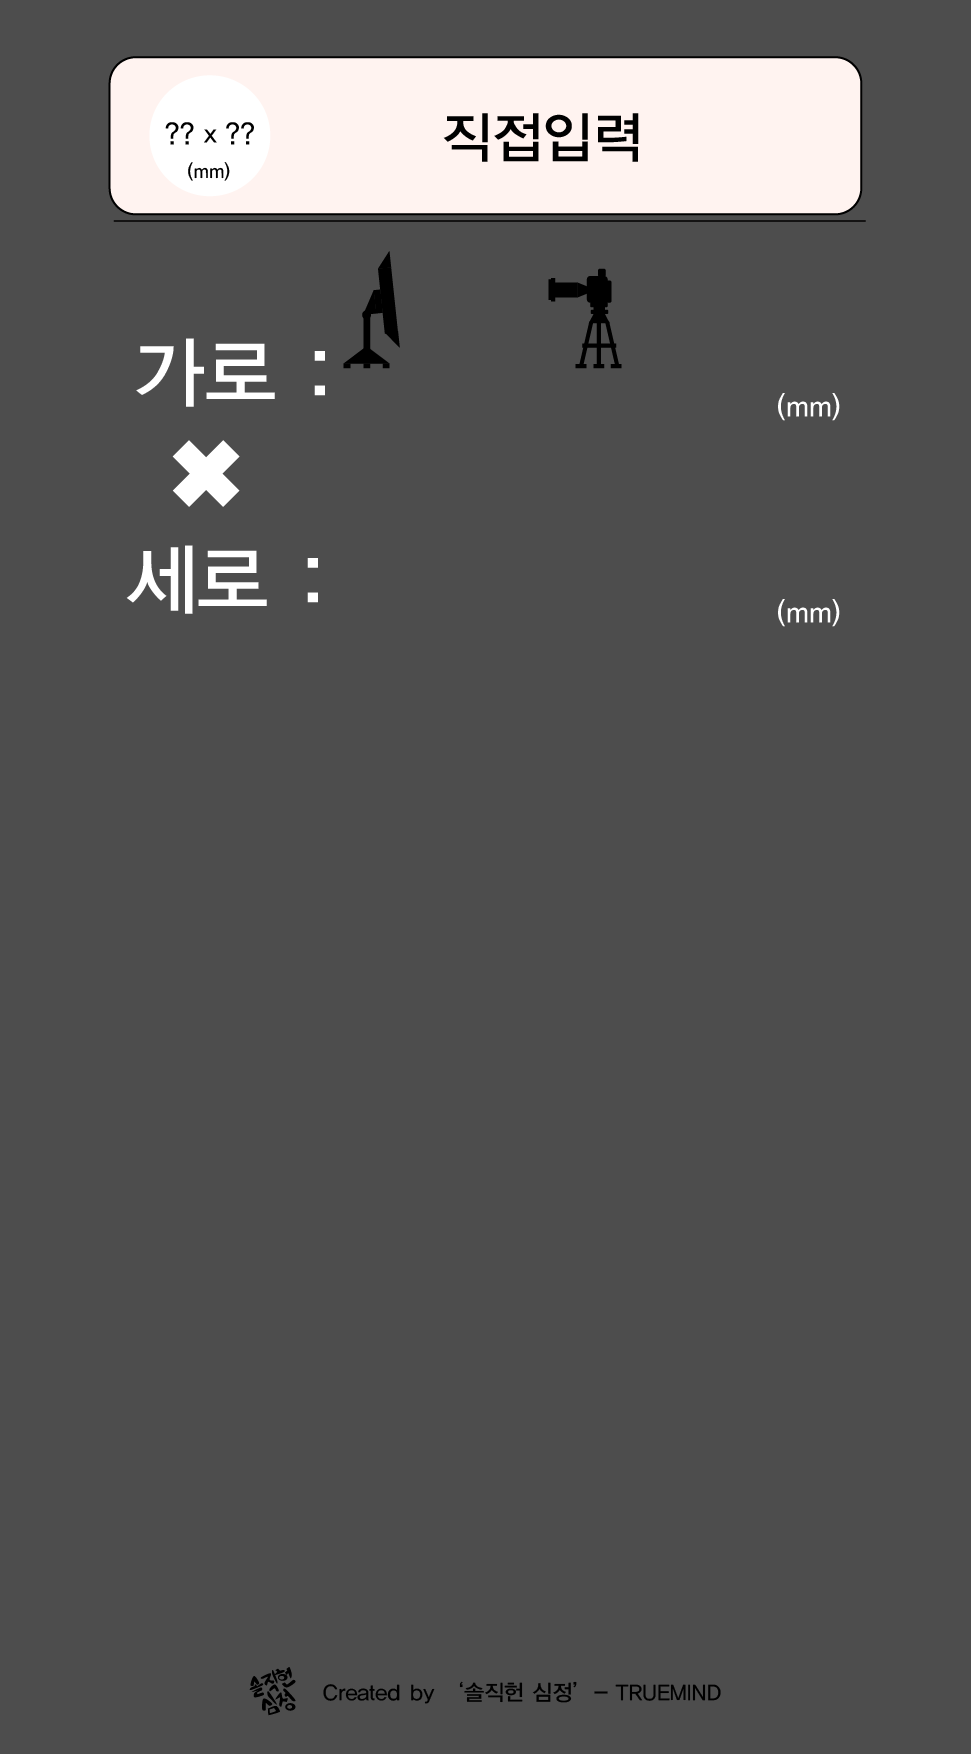 ?? x ??
(mm)
직접입력
가로 :
(mm)
✖
세로 :
(mm)
솔직헌
심정
Created by '솔직헌 심정' - TRUEMIND